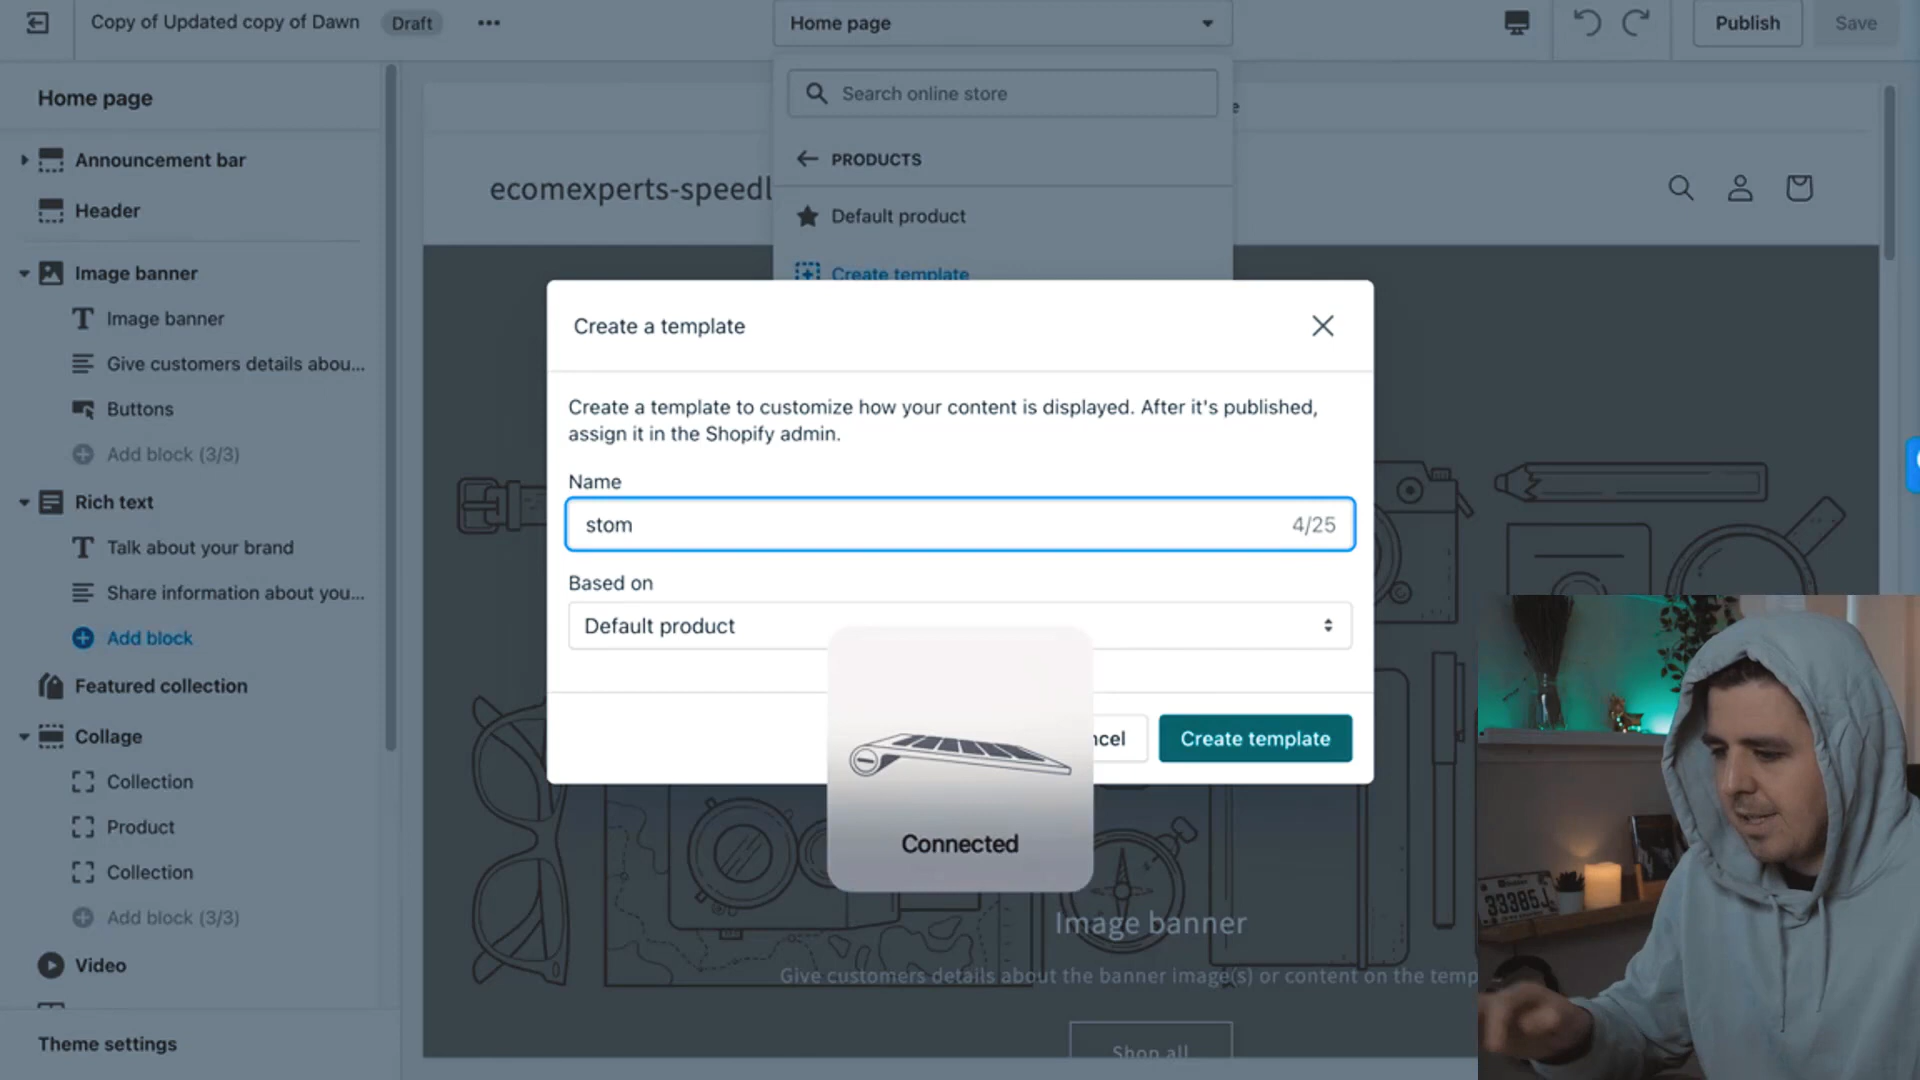 Copy of Updated copy of Dawn
Draft
Home page
Publish
Save
Home page
Announcement bar
Header
Image banner
Image banner
Give customers details abou...
Buttons
Add block (3/3)
Rich text
Talk about your brand
Share information about you...
Add block
Featured collection
Collage
Collection
Product
Collection
Add block (3/3)
Video
Theme settings
Search online store
PRODUCTS
Default product
Create template
ecomexperts-speedl
Create a template
Create a template to customize how your content is displayed. After it's published,
assign it in the Shopify admin.
Name
stom
4/25
Based on
Default product
ncel
Create template
Connected
Image banner
Give customers details about the banner image(s) or content on the temp
Shop all
33385J